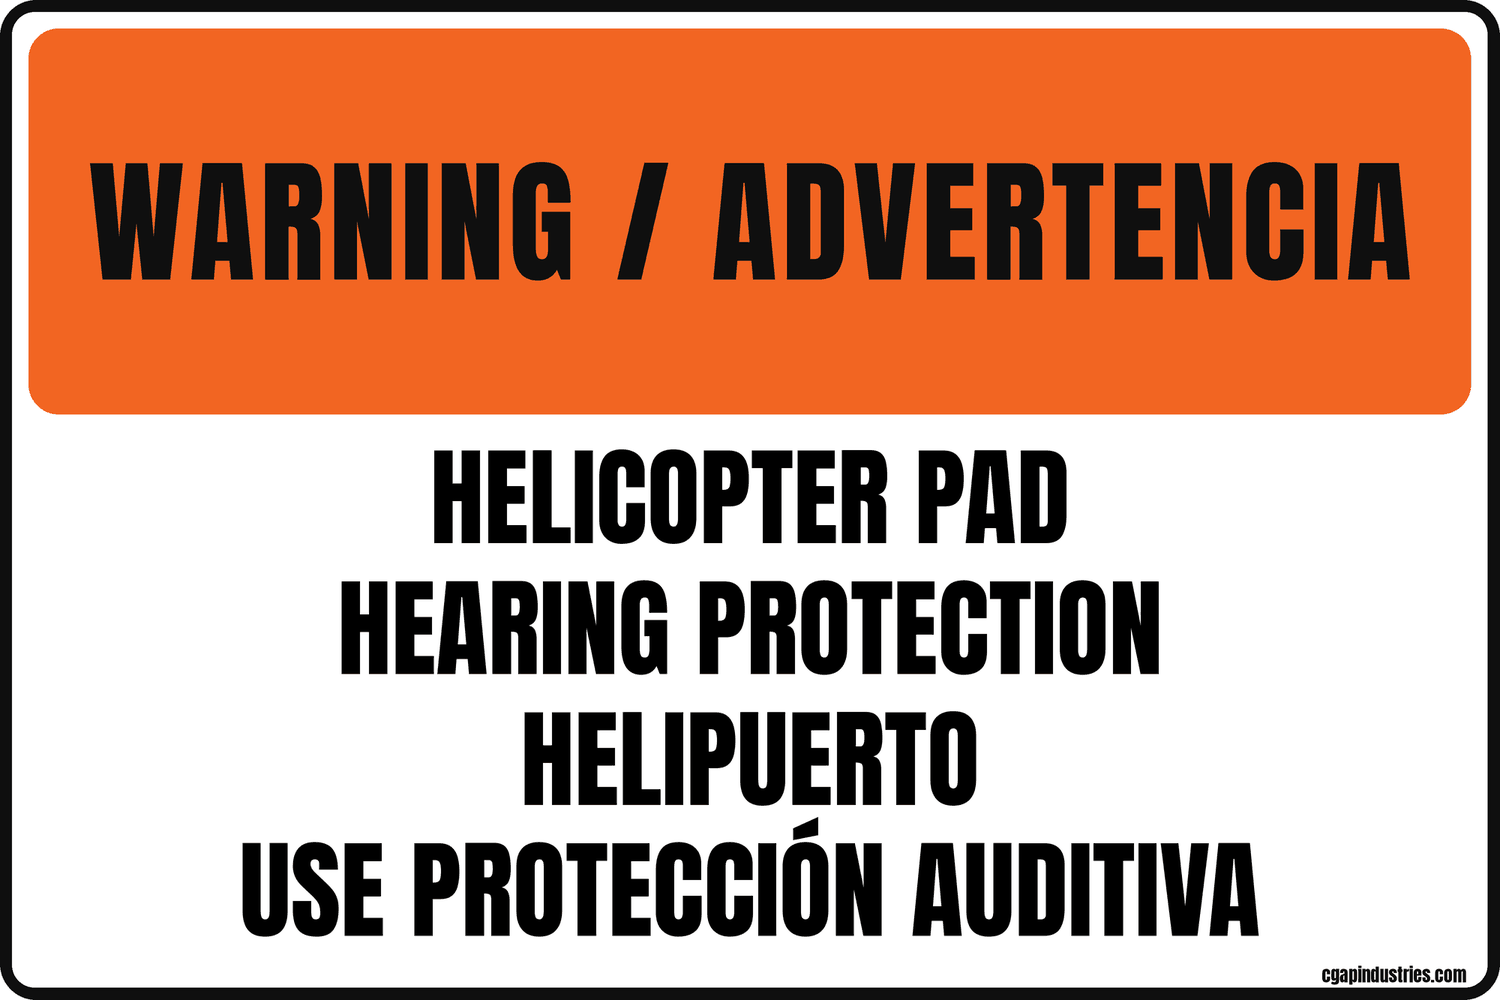 WARNING / ADVERTENCIA
HELICOPTER PAD
HEARING PROTECTION
HELIPUERTO
USE PROTECCIÓN AUDITIVA
cgapindustries.com